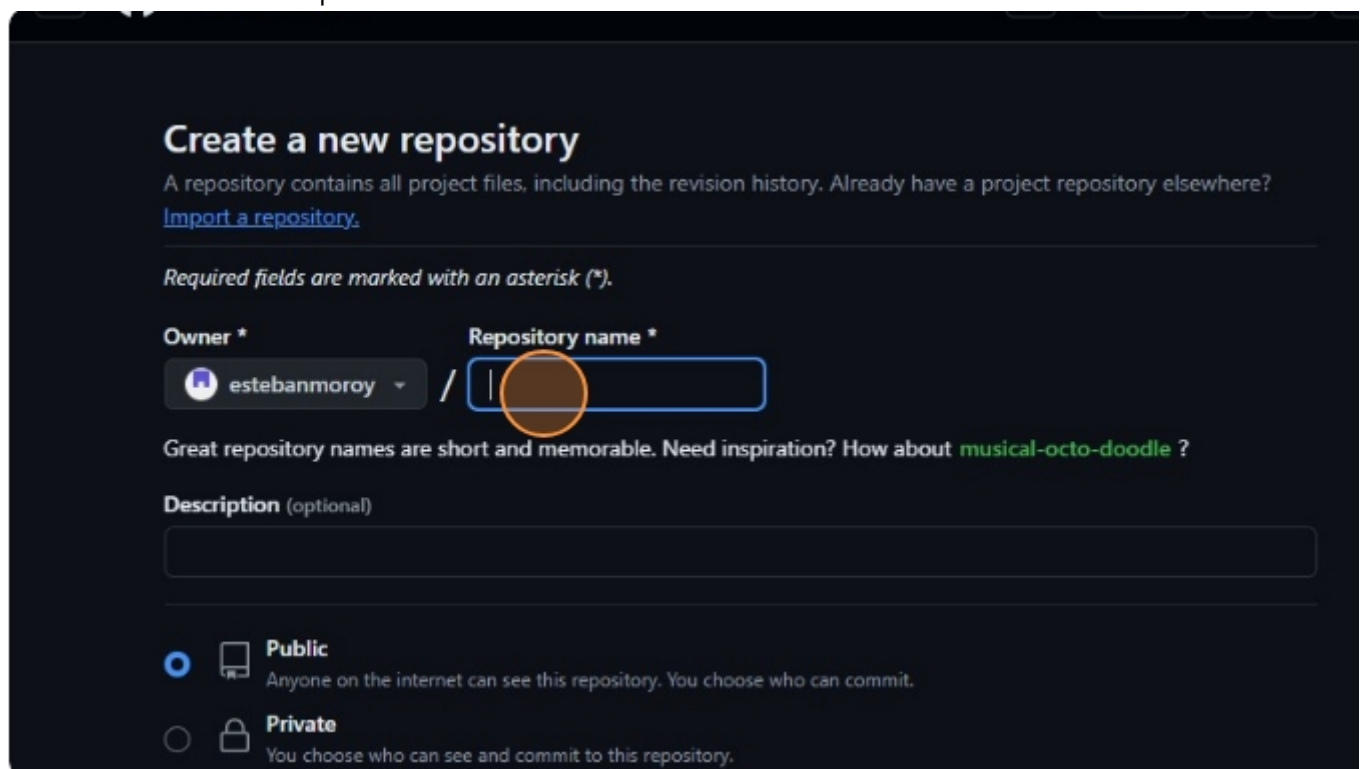 Create a new repository
A repository contains all project files, including the revision history. Already have a project repository elsewhere?
Import a repository.
Required fields are marked with an asterisk (*).
Owner * Repository name *
estebanmoroy /
Great repository names are short and memorable. Need inspiration? How about musical-octo-doodle ?
Description (optional)
Public
Anyone on the internet can see this repository. You choose who can commit.
Private
You choose who can see and commit to this repository.